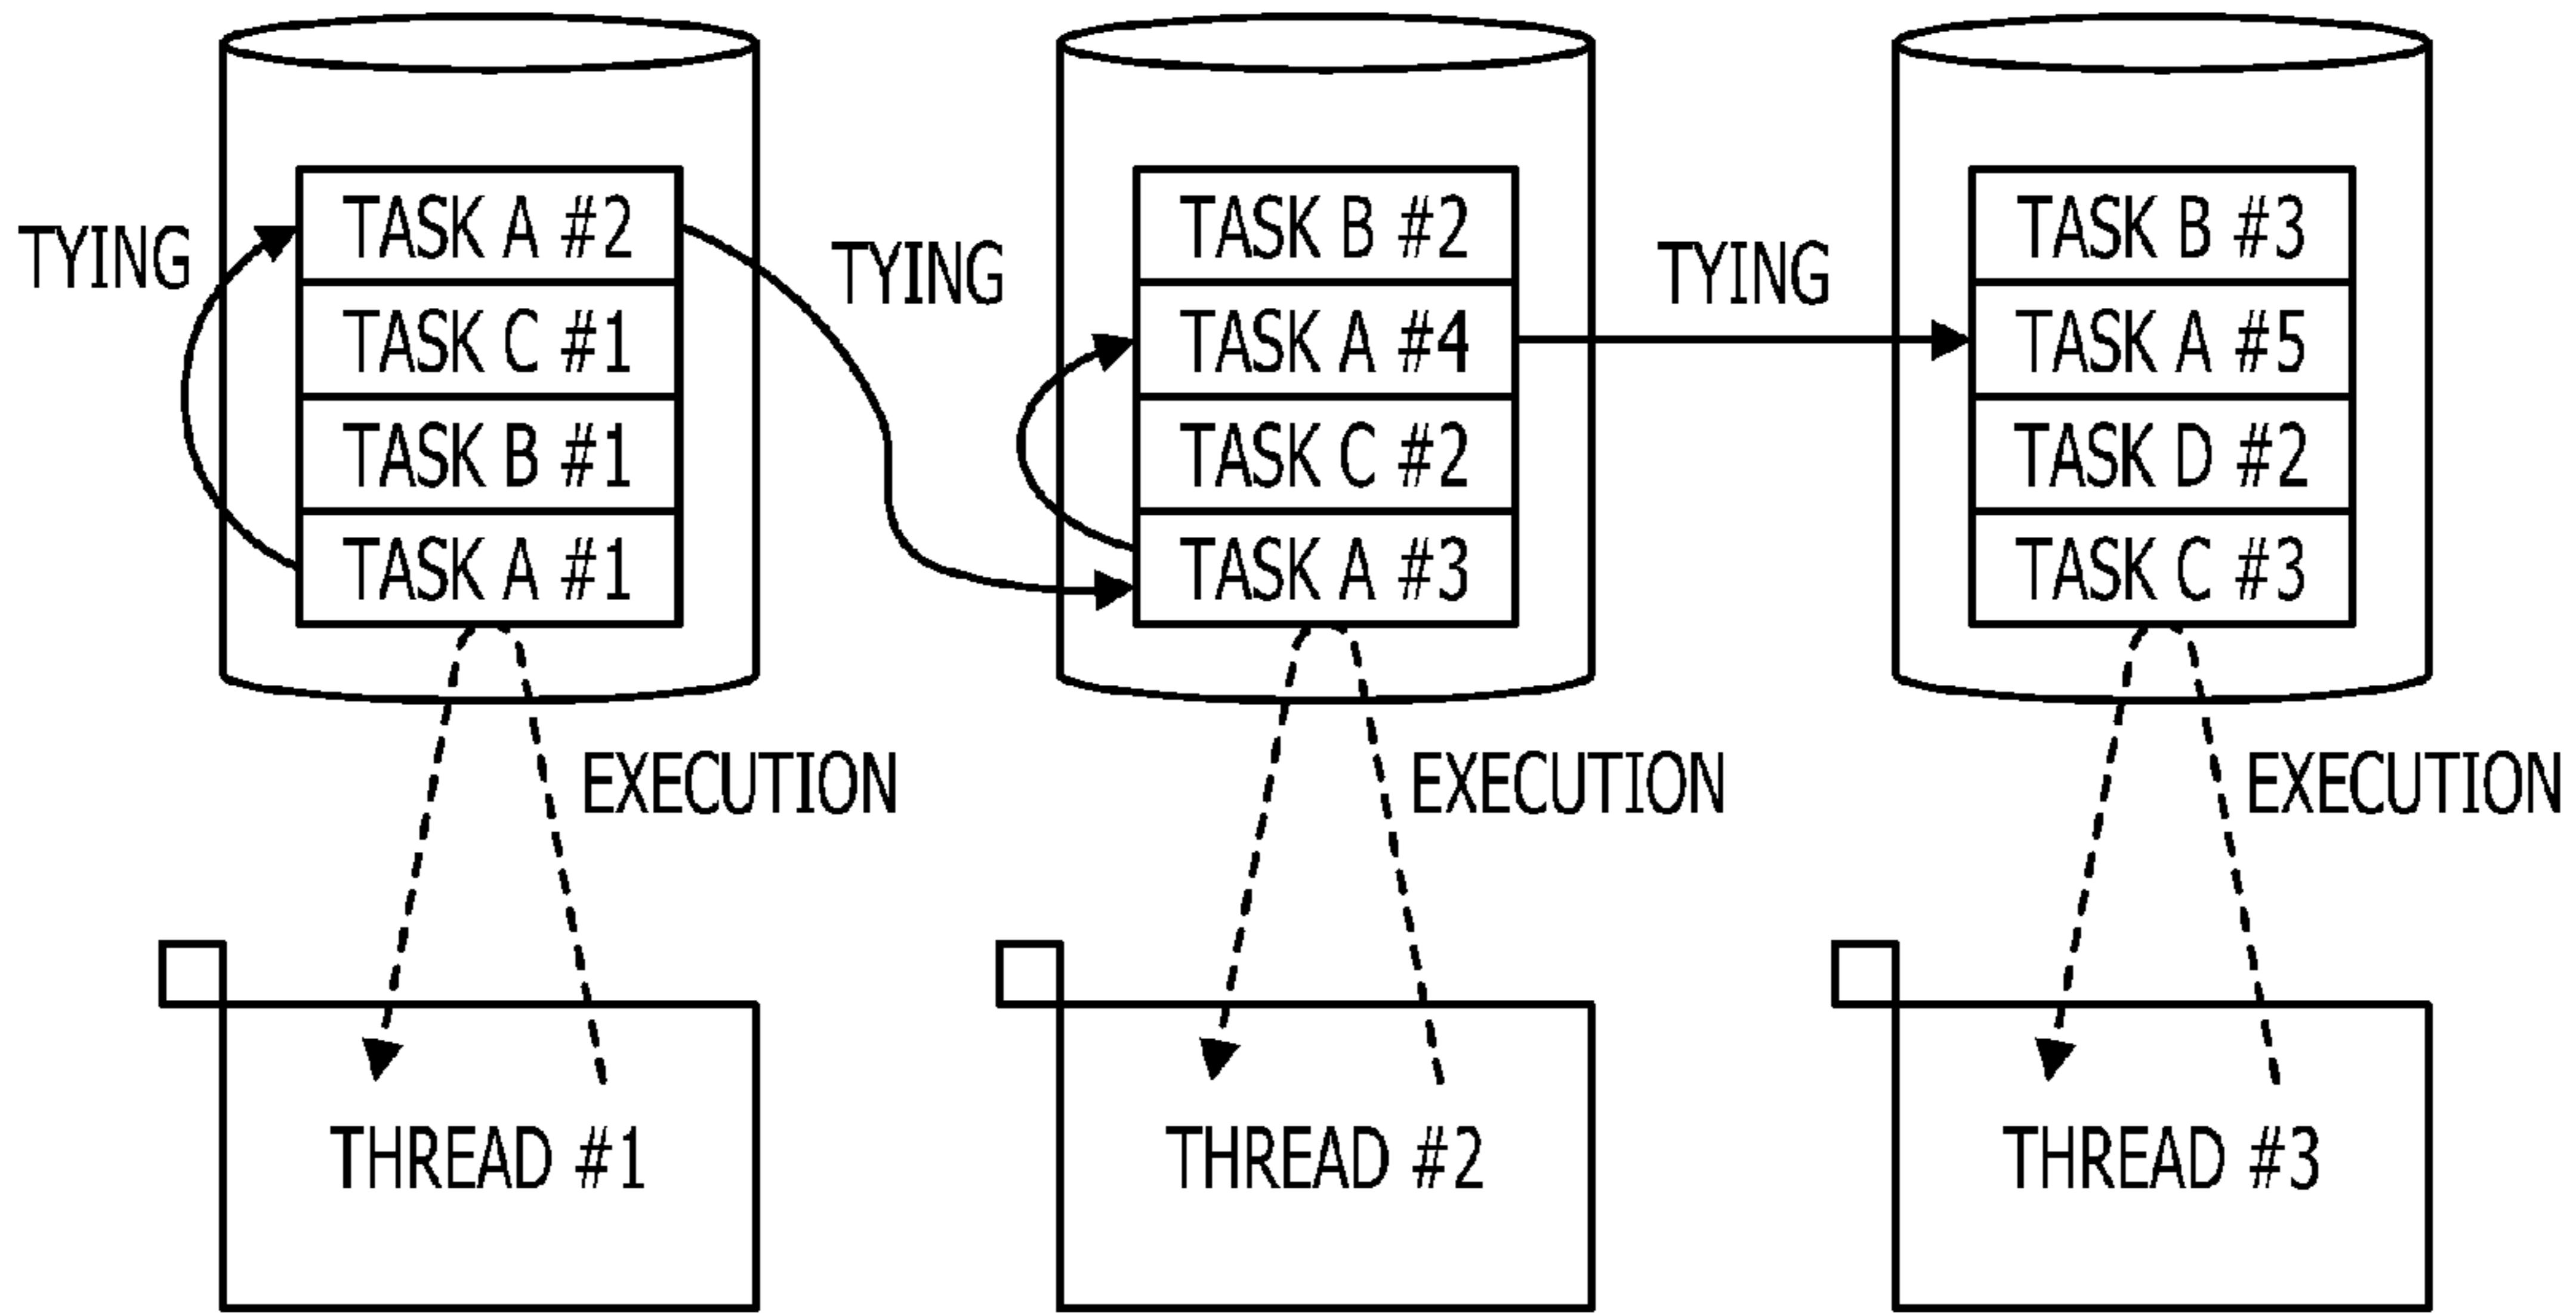 TYING
TASK A #2
TASK C #1
TASK B #1
TASK A #1
TYING
TASK B #2
TASK A #4
TASK C #2
TASK A #3
TYING
TASK B #3
TASK A #5
TASK D #2
TASK C #3
EXECUTION
EXECUTION
EXECUTION
THREAD #1
THREAD #2
THREAD #3